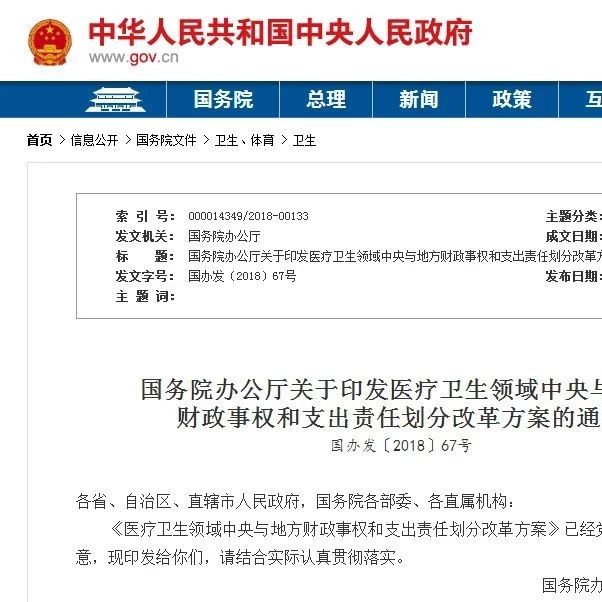 中华人民共和国中央人民政府
www.gov.cn
国务院 总理 新闻 政策 互
首页 > 信息公开 > 国务院文件 > 卫生、体育 > 卫生
索 引 号： 000014349/2018-00133 主题分类：
发文机关： 国务院办公厅 成文日期：
标 题： 国务院办公厅关于印发医疗卫生领域中央与地方财政事权和支出责任划分改革方
发文字号： 国办发〔2018〕67号 发布日期：
主 题 词：
国务院办公厅关于印发医疗卫生领域中央与
财政事权和支出责任划分改革方案的通
国办发〔2018〕67号
各省、自治区、直辖市人民政府，国务院各部委、各直属机构：
《医疗卫生领域中央与地方财政事权和支出责任划分改革方案》已经党
意，现印发给你们，请结合实际认真贯彻落实。
国务院办